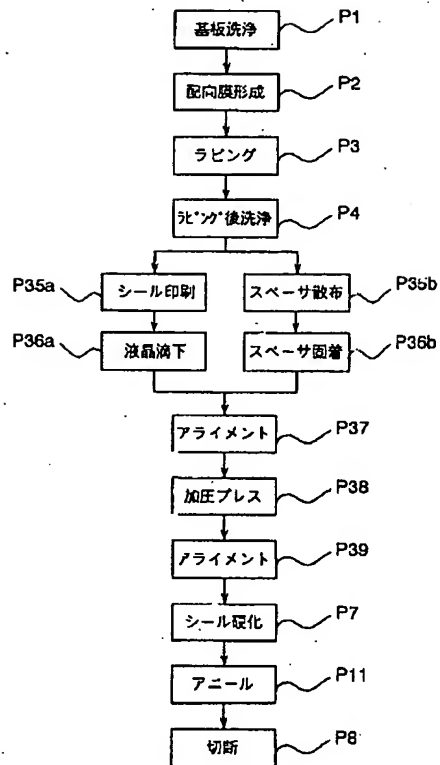 基板洗浄 P1
配向膜形成 P2
ラビング P3
ラビング後洗浄 P4
P35a シール印刷 スペーサ散布 P35b
P36a 液晶滴下 スペーサ固着 P36b
アライメント P37
加圧プレス P38
アライメント P39
シール硬化 P7
アニール P11
切断 P8